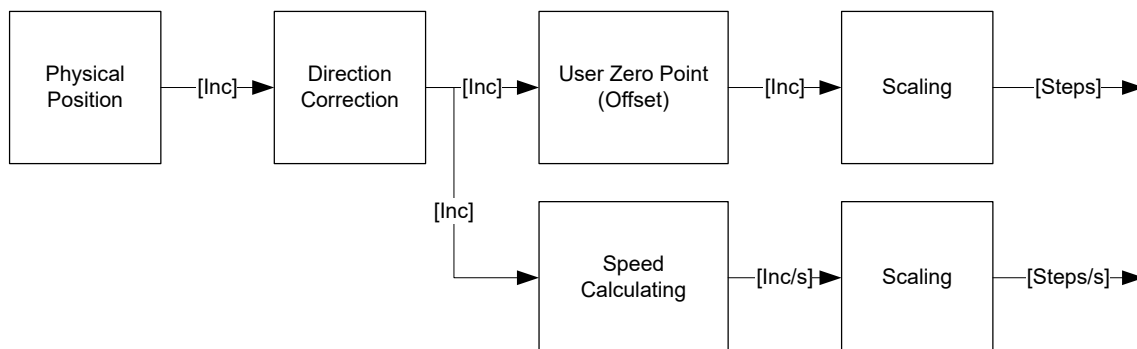 Physical
Position
[Inc]
Direction
Correction
[Inc]
User Zero Point
(Offset)
[Inc]
Scaling
[Steps]
[Inc]
Speed
Calculating
[Inc/s]
Scaling
[Steps/s]